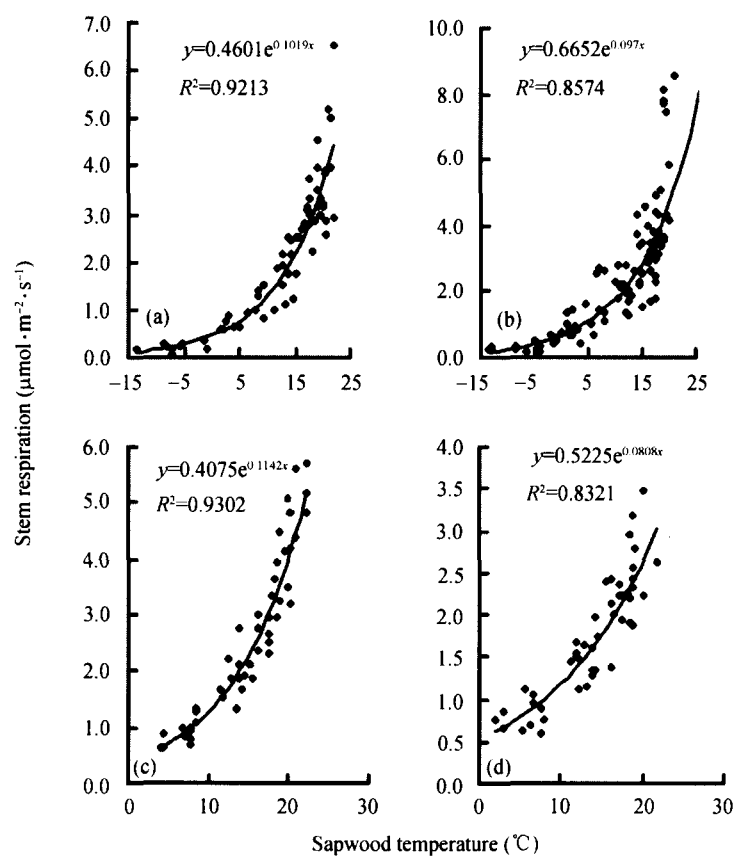 7.0
6.0
5.0
4.0
3.0
2.0
1.0
0.0
y=0.4601e^0.1019x
R²=0.9213
(a)
−15 −5 5 15 25
10.0
8.0
6.0
4.0
2.0
0.0
y=0.6652e^0.097x
R²=0.8574
(b)
−15 −5 5 15 25
Stem respiration (μmol·m⁻²·s⁻¹)
6.0
5.0
4.0
3.0
2.0
1.0
0.0
y=0.4075e^0.1142x
R²=0.9302
(c)
0 10 20 30
4.0
3.5
3.0
2.5
2.0
1.5
1.0
0.5
0.0
y=0.5225e^0.0808x
R²=0.8321
(d)
0 10 20 30
Sapwood temperature (℃)